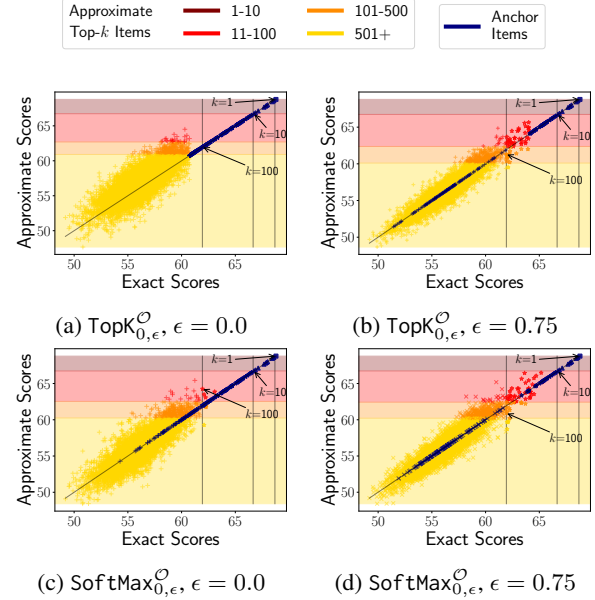 Approximate
Top-k Items
1-10
11-100
101-500
501+
Anchor
Items
Approximate Scores
65
60
55
50
k=1
k=10
k=100
50 55 60 65
Exact Scores
(a) TopK^𝒪_{0,ϵ}, ϵ = 0.0
Approximate Scores
65
60
55
50
k=1
k=10
k=100
50 55 60 65
Exact Scores
(b) TopK^𝒪_{0,ϵ}, ϵ = 0.75
Approximate Scores
65
60
55
50
k=1
k=10
k=100
50 55 60 65
Exact Scores
(c) SoftMax^𝒪_{0,ϵ}, ϵ = 0.0
Approximate Scores
65
60
55
50
k=1
k=10
k=100
50 55 60 65
Exact Scores
(d) SoftMax^𝒪_{0,ϵ}, ϵ = 0.75